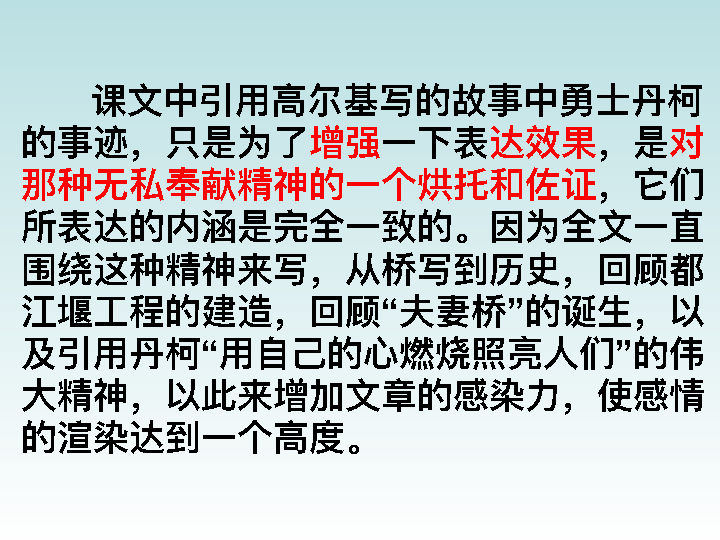 课文中引用高尔基写的故事中勇士丹柯
的事迹，只是为了增强一下表达效果，是对
那种无私奉献精神的一个烘托和佐证，它们
所表达的内涵是完全一致的。因为全文一直
围绕这种精神来写，从桥写到历史，回顾都
江堰工程的建造，回顾“夫妻桥”的诞生，以
及引用丹柯“用自己的心燃烧照亮人们”的伟
大精神，以此来增加文章的感染力，使感情
的渲染达到一个高度。